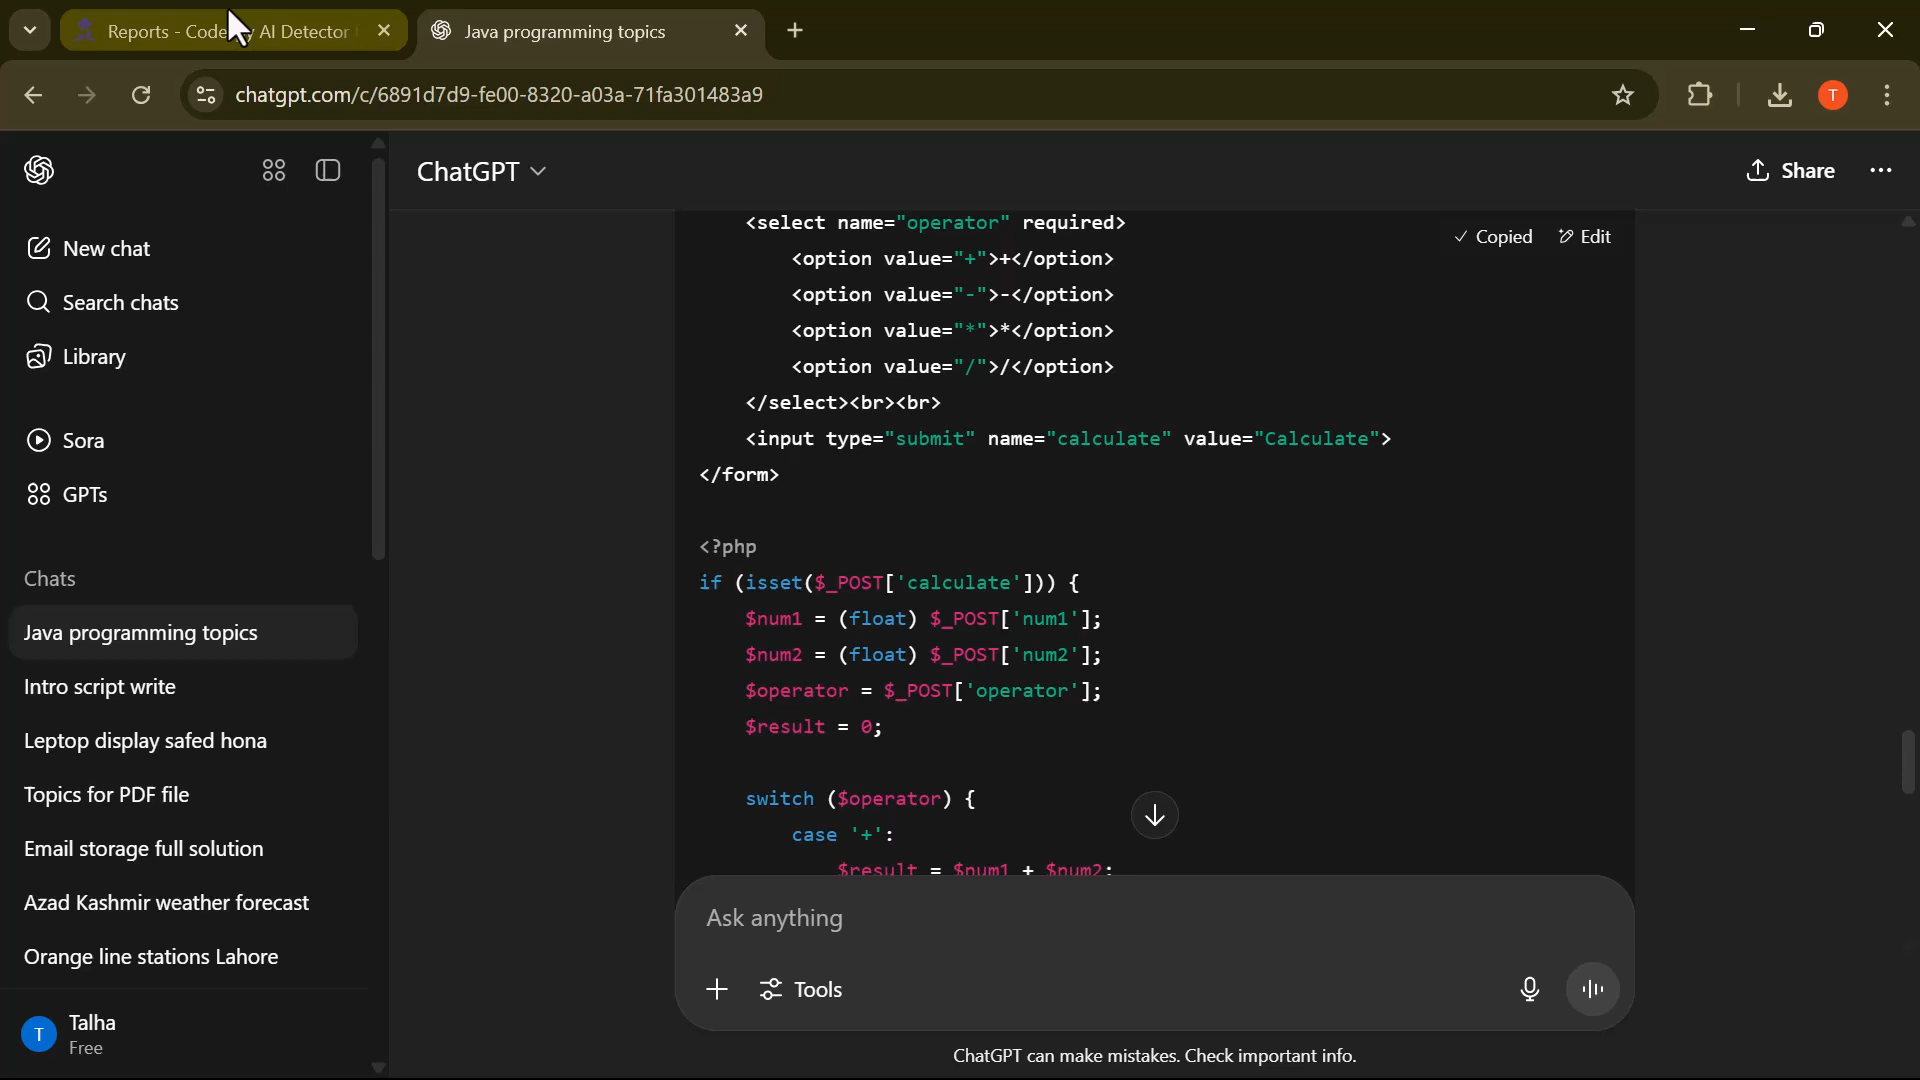 Reports - Code AI Detector
Java programming topics
chatgpt.com/c/6891d7d9-fe00-8320-a03a-71fa301483a9
T
ChatGPT
Share
New chat
Search chats
Library
Sora
GPTs
Chats
Java programming topics
Intro script write
Leptop display safed hona
Topics for PDF file
Email storage full solution
Azad Kashmir weather forecast
Orange line stations Lahore
T
Talha
Free
Copied
Edit
<select name="operator" required>
<option value="+">+</option>
<option value="-">-</option>
<option value="*">*</option>
<option value="/">/</option>
</select><br><br>
<input type="submit" name="calculate" value="Calculate">
</form>
<?php
if (isset($_POST['calculate'])) {
$num1 = (float) $_POST['num1'];
$num2 = (float) $_POST['num2'];
$operator = $_POST['operator'];
$result = 0;
switch ($operator) {
case '+':
$result = $num1 + $num2;
Ask anything
Tools
ChatGPT can make mistakes. Check important info.